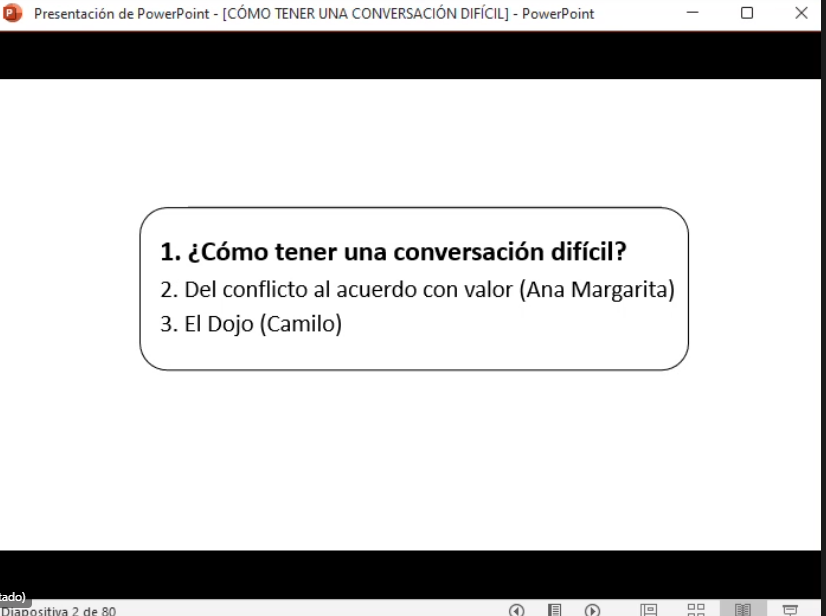 Presentación de PowerPoint - [CÓMO TENER UNA CONVERSACIÓN DIFÍCIL] - PowerPoint
1. ¿Cómo tener una conversación difícil?
2. Del conflicto al acuerdo con valor (Ana Margarita)
3. El Dojo (Camilo)
tado)
Diapositiva 2 de 80